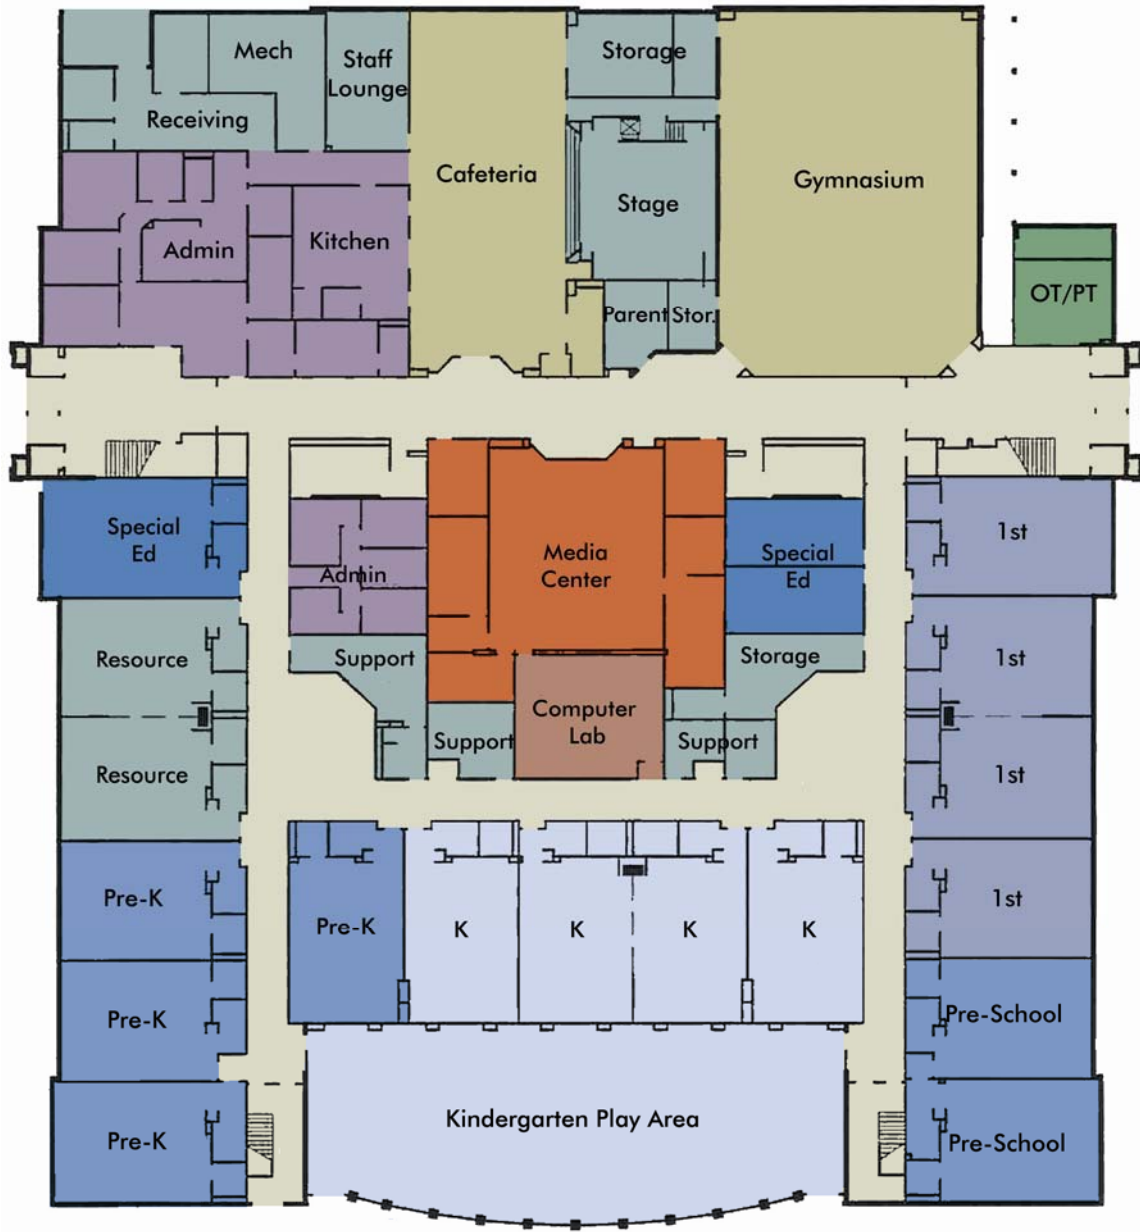 Mech
Staff
Lounge
Storage
Receiving
Cafeteria
Gymnasium
Stage
Admin
Kitchen
Parent
Stor.
OT/PT
Special
Ed
Admin
Media
Center
Special
Ed
1st
Resource
Support
Storage
1st
Computer
Lab
Support
Support
Resource
1st
Pre-K
Pre-K
K
K
K
K
1st
Pre-K
Pre-School
Kindergarten Play Area
Pre-K
Pre-School